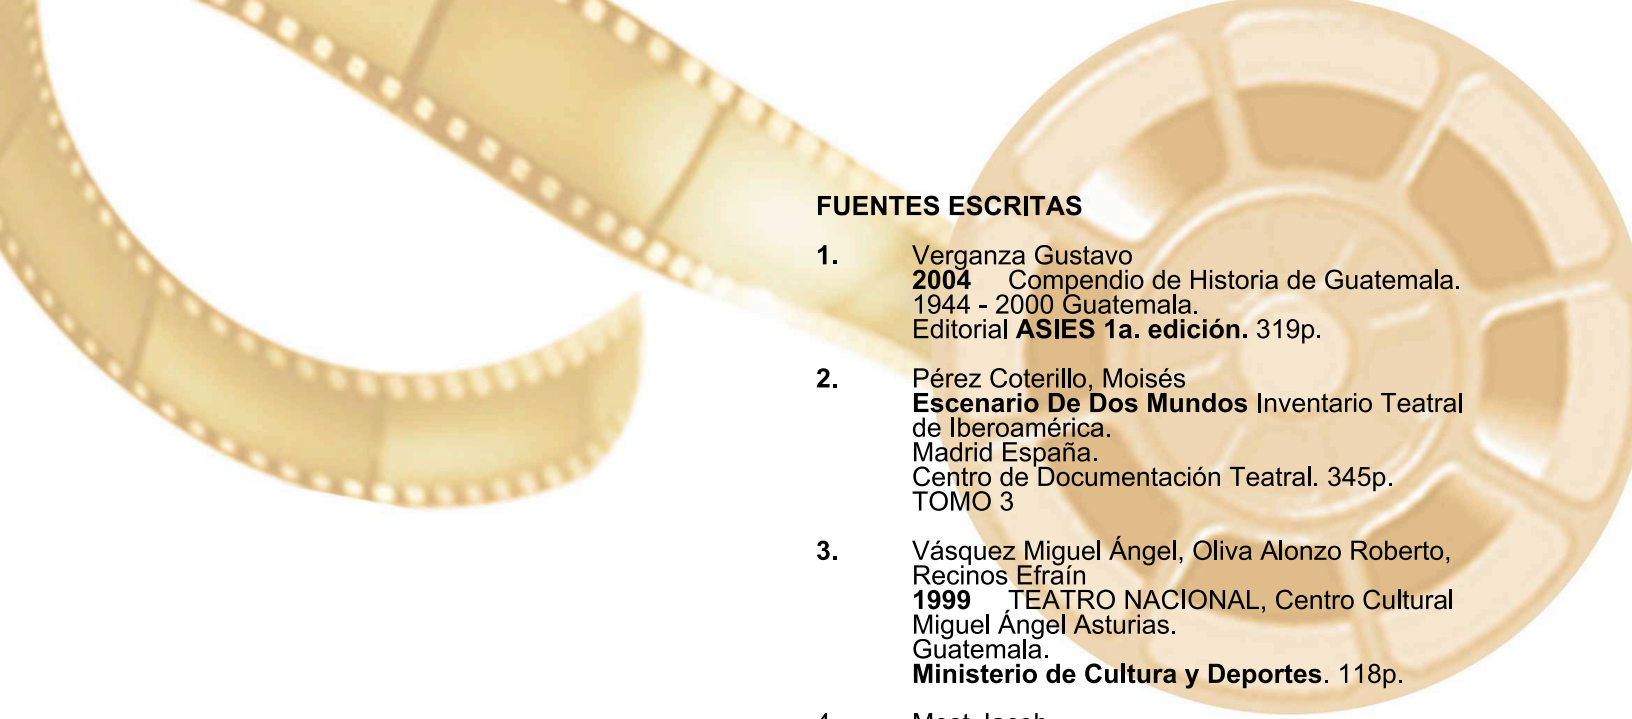 FUENTES ESCRITAS
1. Verganza Gustavo
2004 Compendio de Historia de Guatemala.
1944 - 2000 Guatemala.
Editorial ASIES 1a. edición. 319p.
2. Pérez Coterillo, Moisés
Escenario De Dos Mundos Inventario Teatral
de Iberoamérica.
Madrid España.
Centro de Documentación Teatral. 345p.
TOMO 3
3. Vásquez Miguel Ángel, Oliva Alonzo Roberto,
Recinos Efraín
1999 TEATRO NACIONAL, Centro Cultural
Miguel Ángel Asturias.
Guatemala.
Ministerio de Cultura y Deportes. 118p.